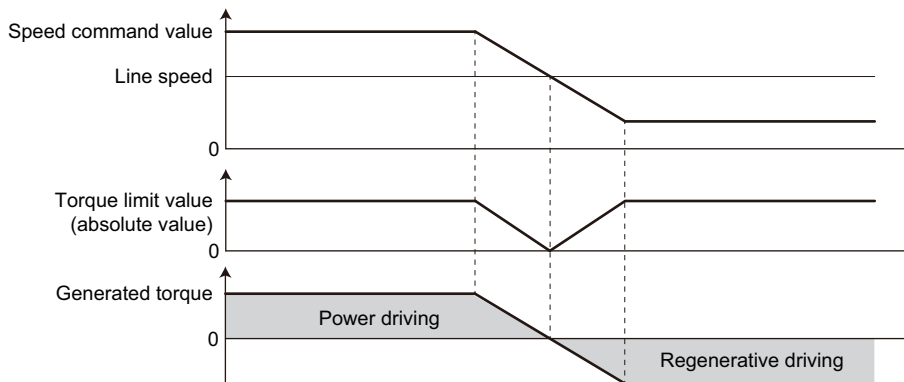 Speed command value
Line speed
0
Torque limit value
(absolute value)
0
Generated torque
Power driving
0
Regenerative driving